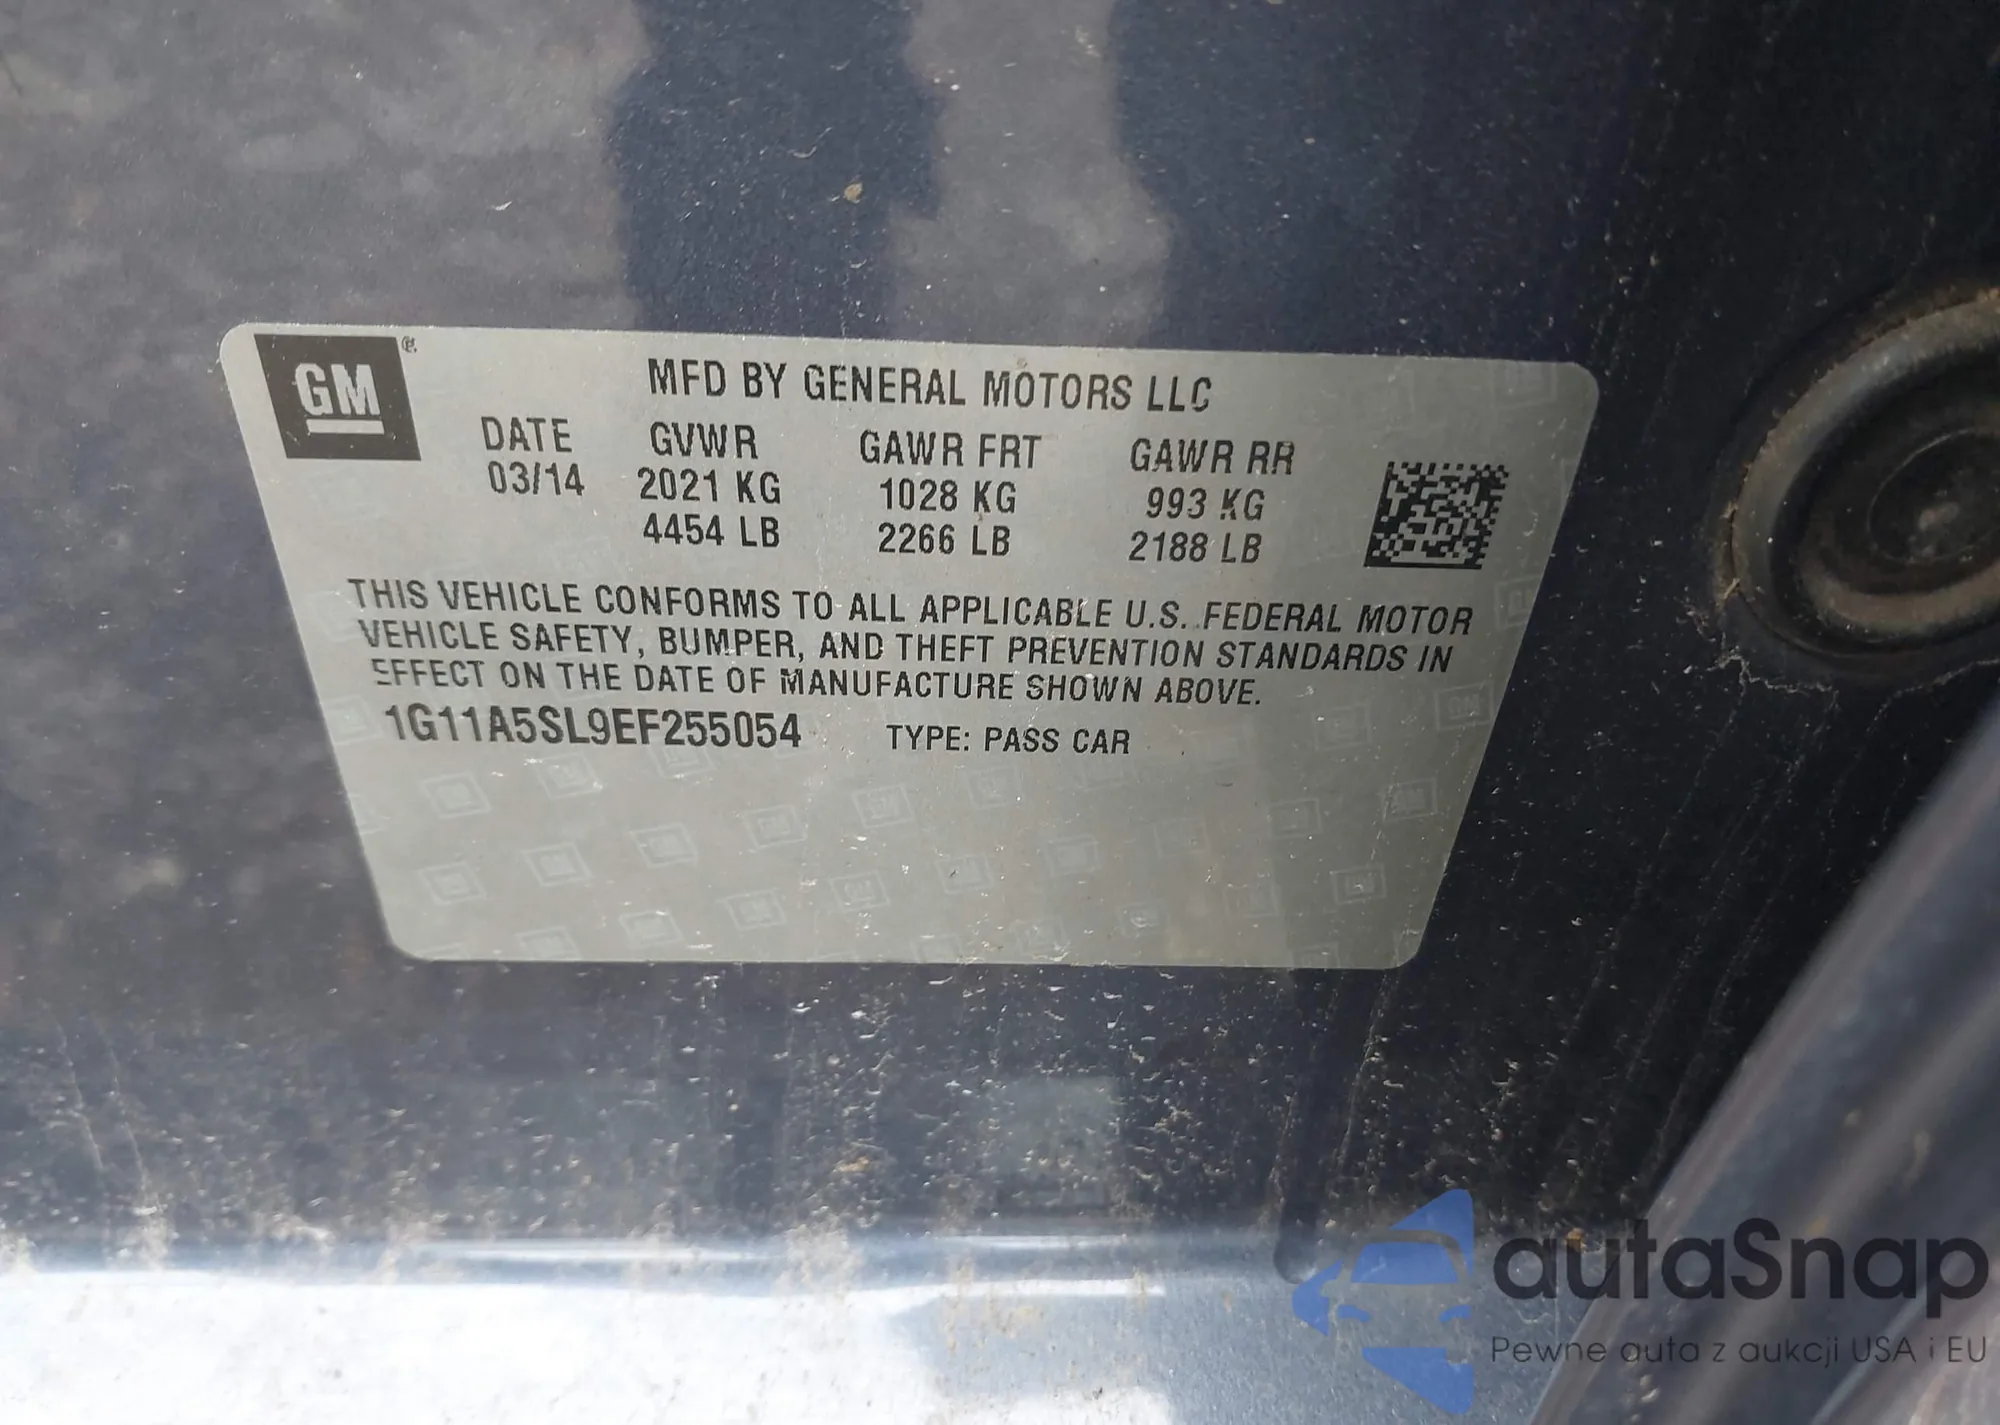 GM
MFD BY GENERAL MOTORS LLC
DATE GVWR GAWR FRT GAWR RR
03/14 2021 KG 1028 KG 993 KG
4454 LB 2266 LB 2188 LB
THIS VEHICLE CONFORMS TO ALL APPLICABLE U.S. FEDERAL MOTOR
VEHICLE SAFETY, BUMPER, AND THEFT PREVENTION STANDARDS IN
EFFECT ON THE DATE OF MANUFACTURE SHOWN ABOVE.
1G11A5SL9EF255054 TYPE: PASS CAR
autaSnap
Pewne auta z aukcji USA i EU